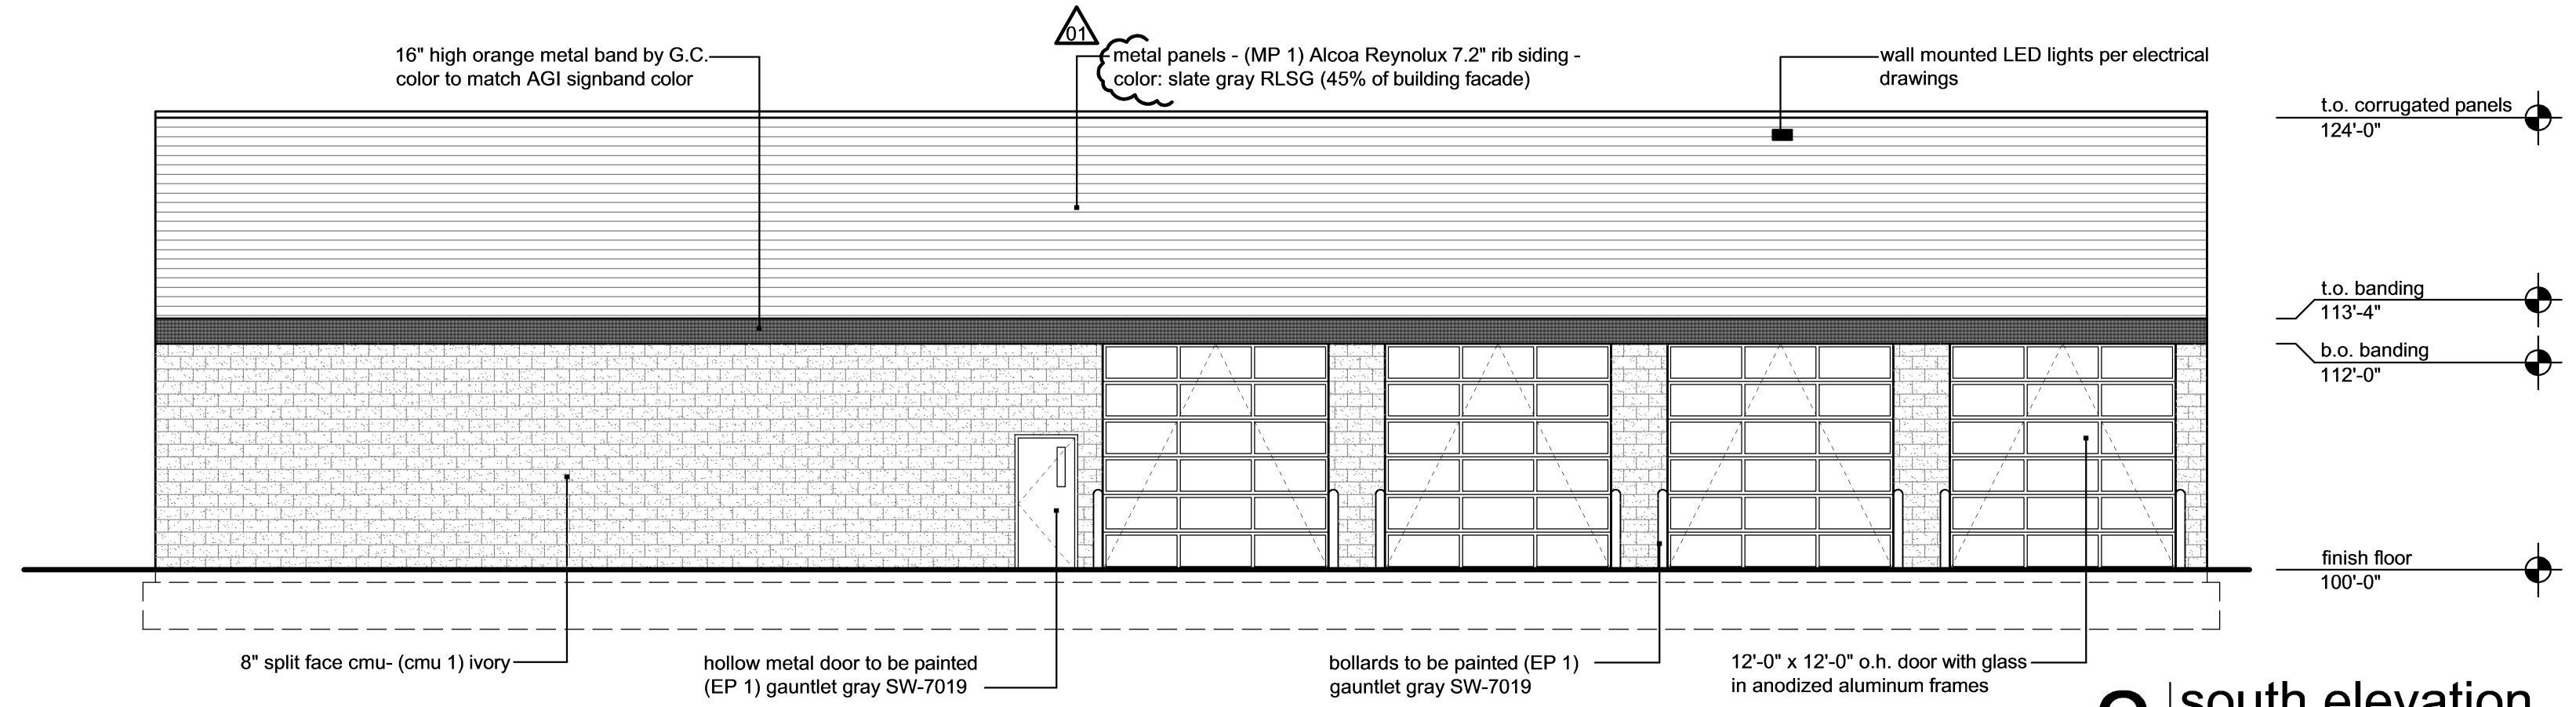 01
16" high orange metal band by G.C.
color to match AGI signband color
metal panels - (MP 1) Alcoa Reynolux 7.2" rib siding -
color: slate gray RLSG (45% of building facade)
wall mounted LED lights per electrical
drawings
t.o. corrugated panels
124'-0"
t.o. banding
113'-4"
b.o. banding
112'-0"
finish floor
100'-0"
8" split face cmu- (cmu 1) ivory
hollow metal door to be painted
(EP 1) gauntlet gray SW-7019
bollards to be painted (EP 1)
gauntlet gray SW-7019
12'-0" x 12'-0" o.h. door with glass
in anodized aluminum frames
south elevation